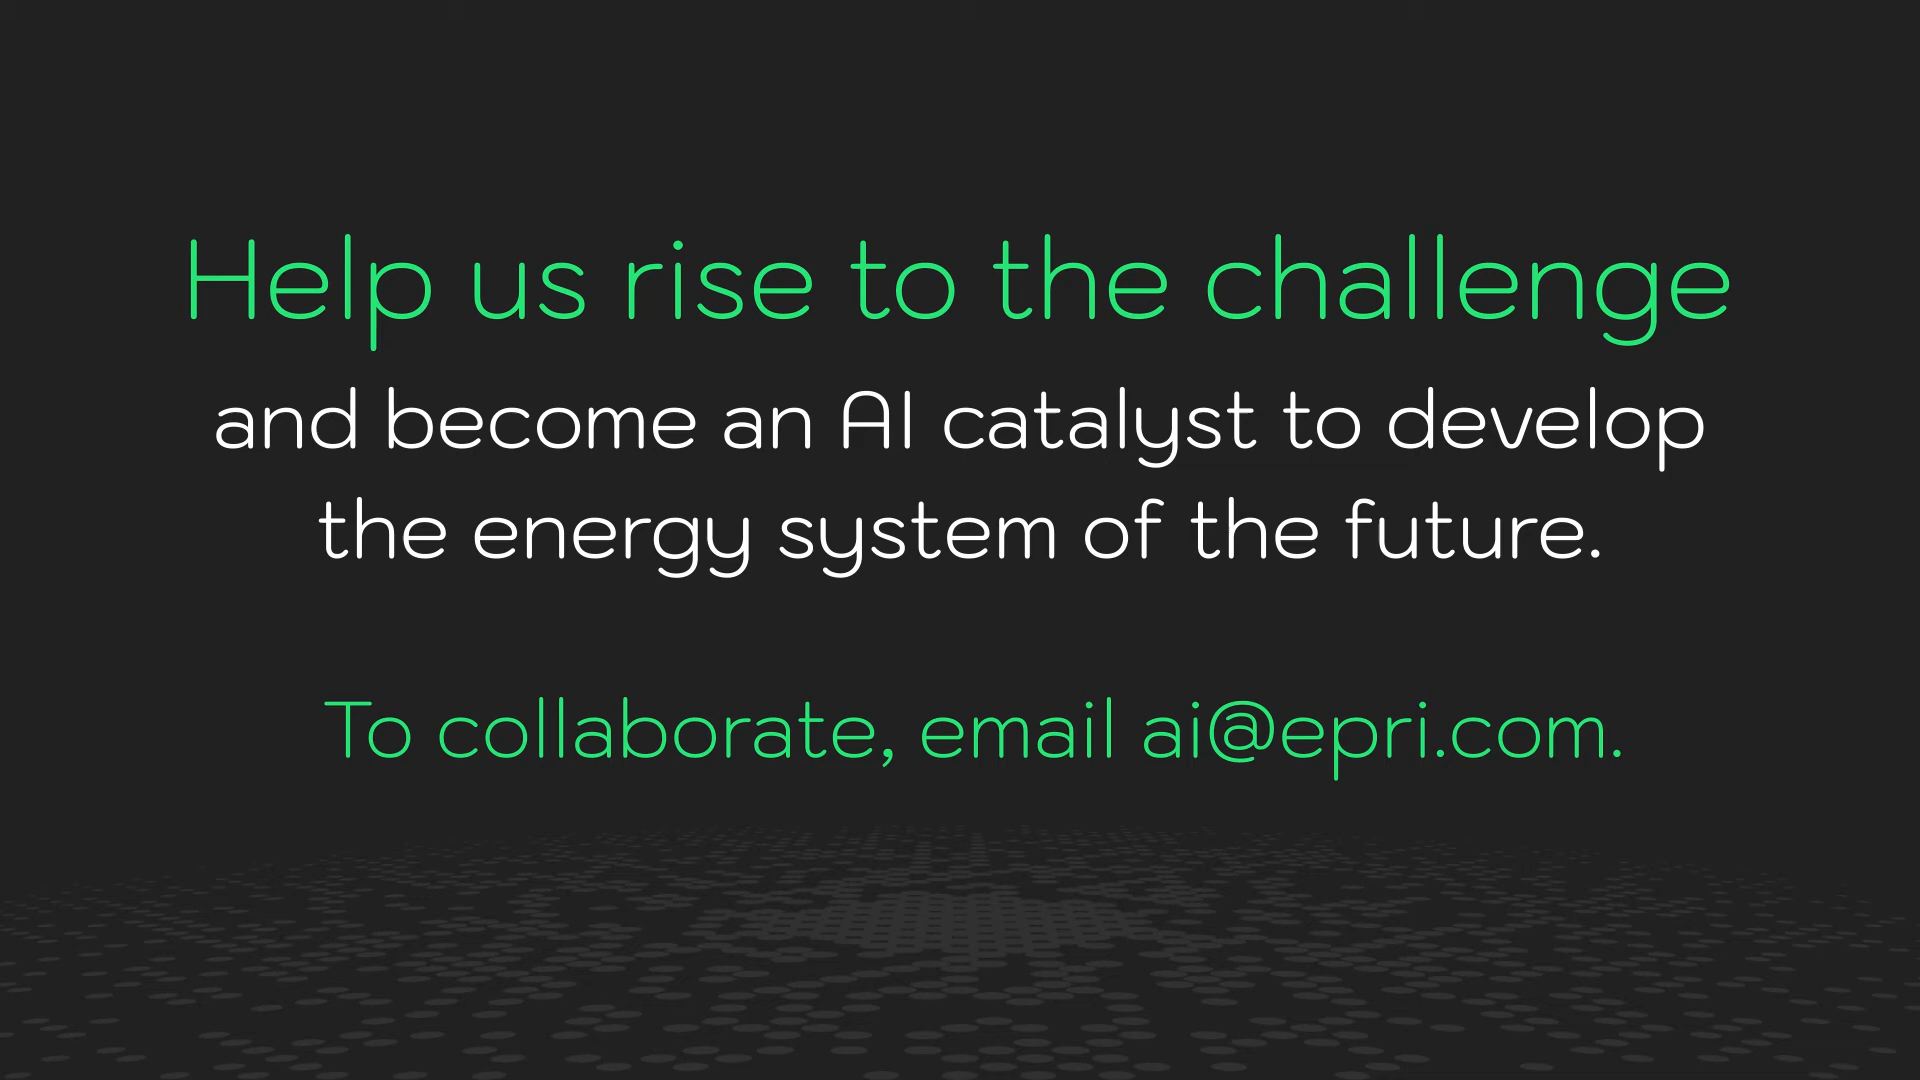 Help us rise to the challenge
and become an AI catalyst to develop
the energy system of the future.
To collaborate, email ai@epri.com.